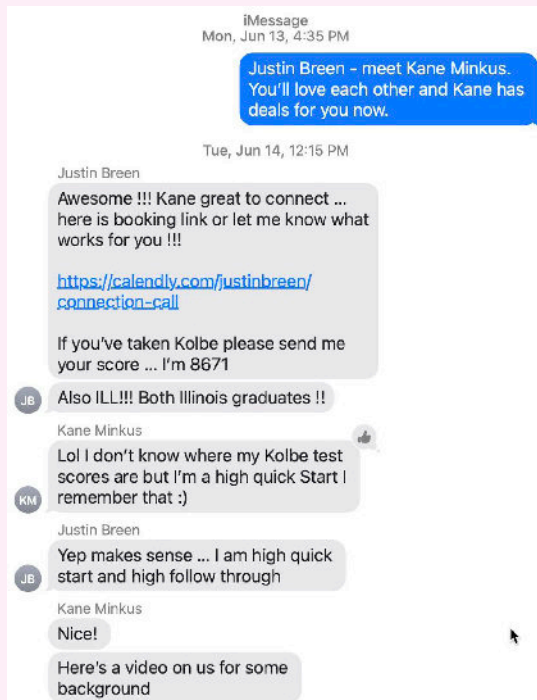 iMessage
Mon, Jun 13, 4:35 PM
Justin Breen - meet Kane Minkus.
You'll love each other and Kane has
deals for you now.
Tue, Jun 14, 12:15 PM
Justin Breen
Awesome !!! Kane great to connect ...
here is booking link or let me know what
works for you !!!
https://calendly.com/justinbreen/
connection-call
If you've taken Kolbe please send me
your score ... I'm 8671
JB
Also ILL!!! Both Illinois graduates !!
Kane Minkus
Lol I don't know where my Kolbe test
scores are but I'm a high quick Start I
remember that :)
KM
Justin Breen
Yep makes sense ... I am high quick
start and high follow through
JB
Kane Minkus
Nice!
Here's a video on us for some
background